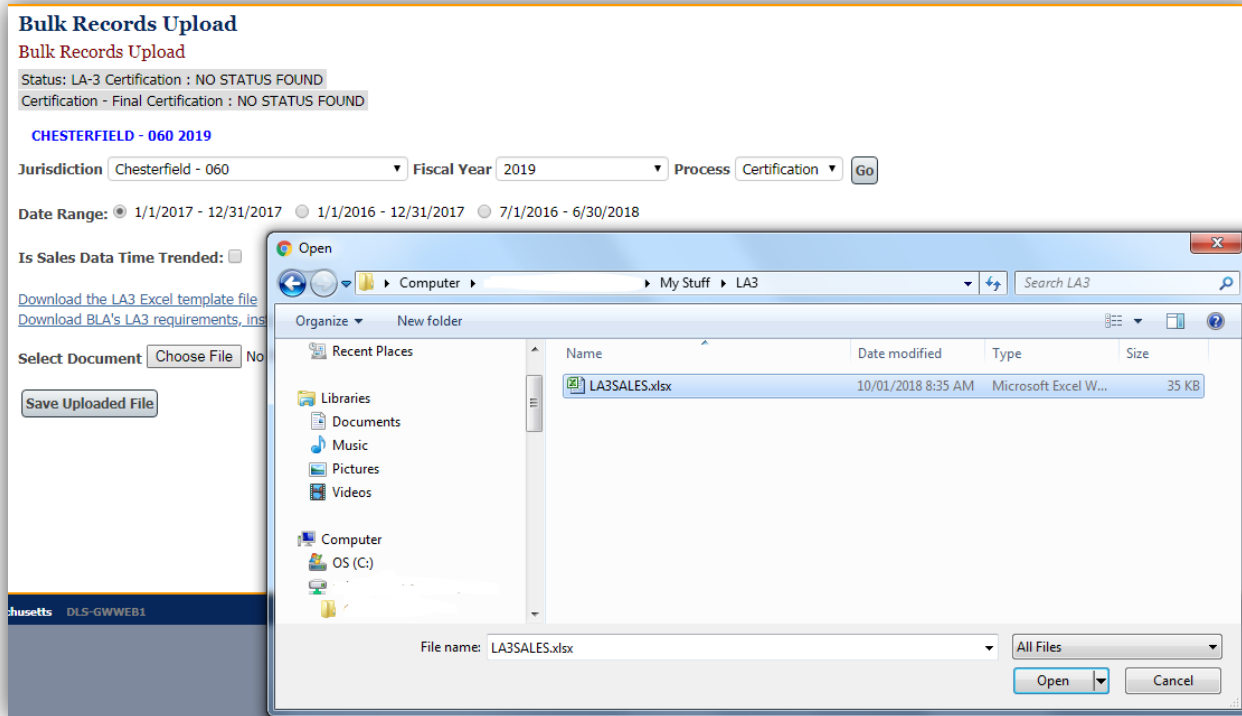 Bulk Records Upload
Bulk Records Upload
Status: LA-3 Certification : NO STATUS FOUND
Certification - Final Certification : NO STATUS FOUND
CHESTERFIELD - 060 2019
Jurisdiction Chesterfield - 060 Fiscal Year 2019 Process Certification Go
Date Range: 1/1/2017 - 12/31/2017 1/1/2016 - 12/31/2017 7/1/2016 - 6/30/2018
Is Sales Data Time Trended:
Download the LA3 Excel template file
Download BLA's LA3 requirements, ins
Select Document Choose File No
Save Uploaded File
chusetts DLS-GWWEB1
Open
Computer My Stuff LA3 Search LA3
Organize New folder
Recent Places
Libraries
Documents
Music
Pictures
Videos
Computer
OS (C:)
Name Date modified Type Size
LA3SALES.xlsx 10/01/2018 8:35 AM Microsoft Excel W... 35 KB
File name: LA3SALES.xlsx All Files
Open Cancel